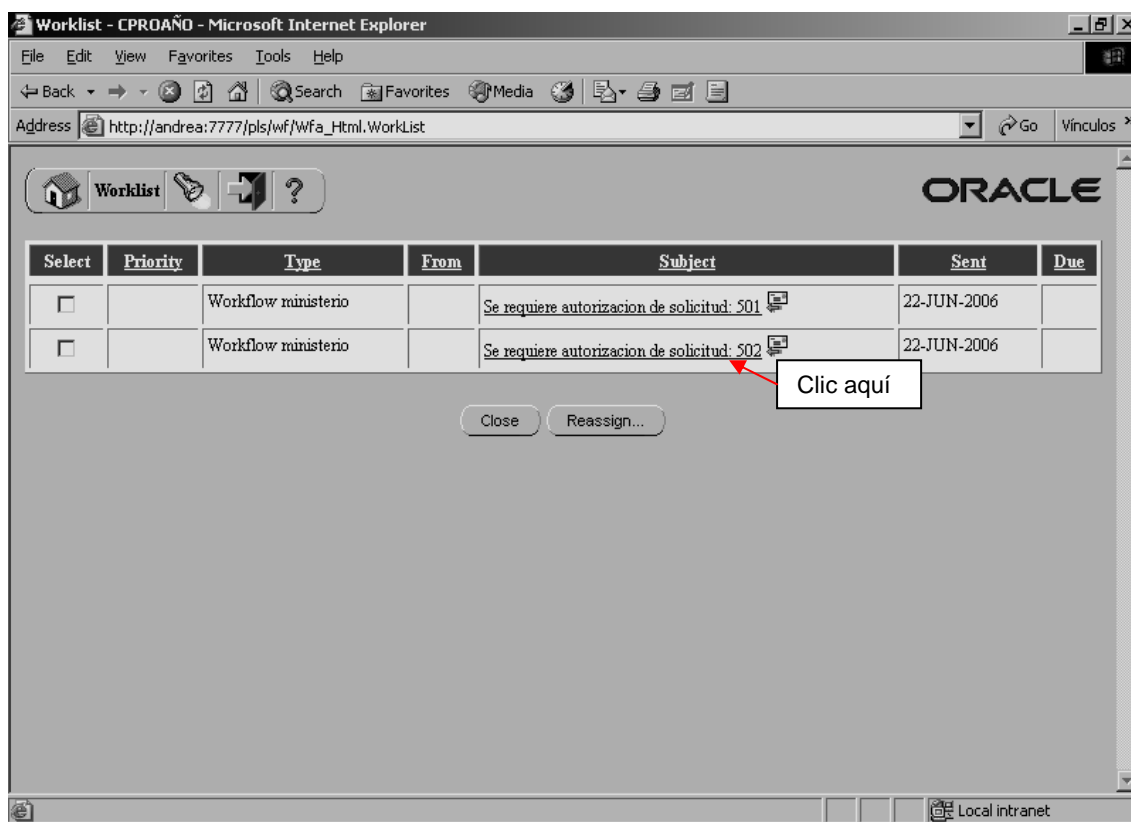 Worklist - CPROAÑO - Microsoft Internet Explorer
File Edit View Favorites Tools Help
Back Search Favorites Media
Address http://andrea:7777/pls/wf/Wfa_Html.WorkList Go Vínculos »
Worklist ? ORACLE
Select Priority Type From Subject Sent Due
Workflow ministerio Se requiere autorizacion de solicitud: 501 22-JUN-2006
Workflow ministerio Se requiere autorizacion de solicitud: 502 22-JUN-2006
Clic aquí
Close Reassign...
Local intranet